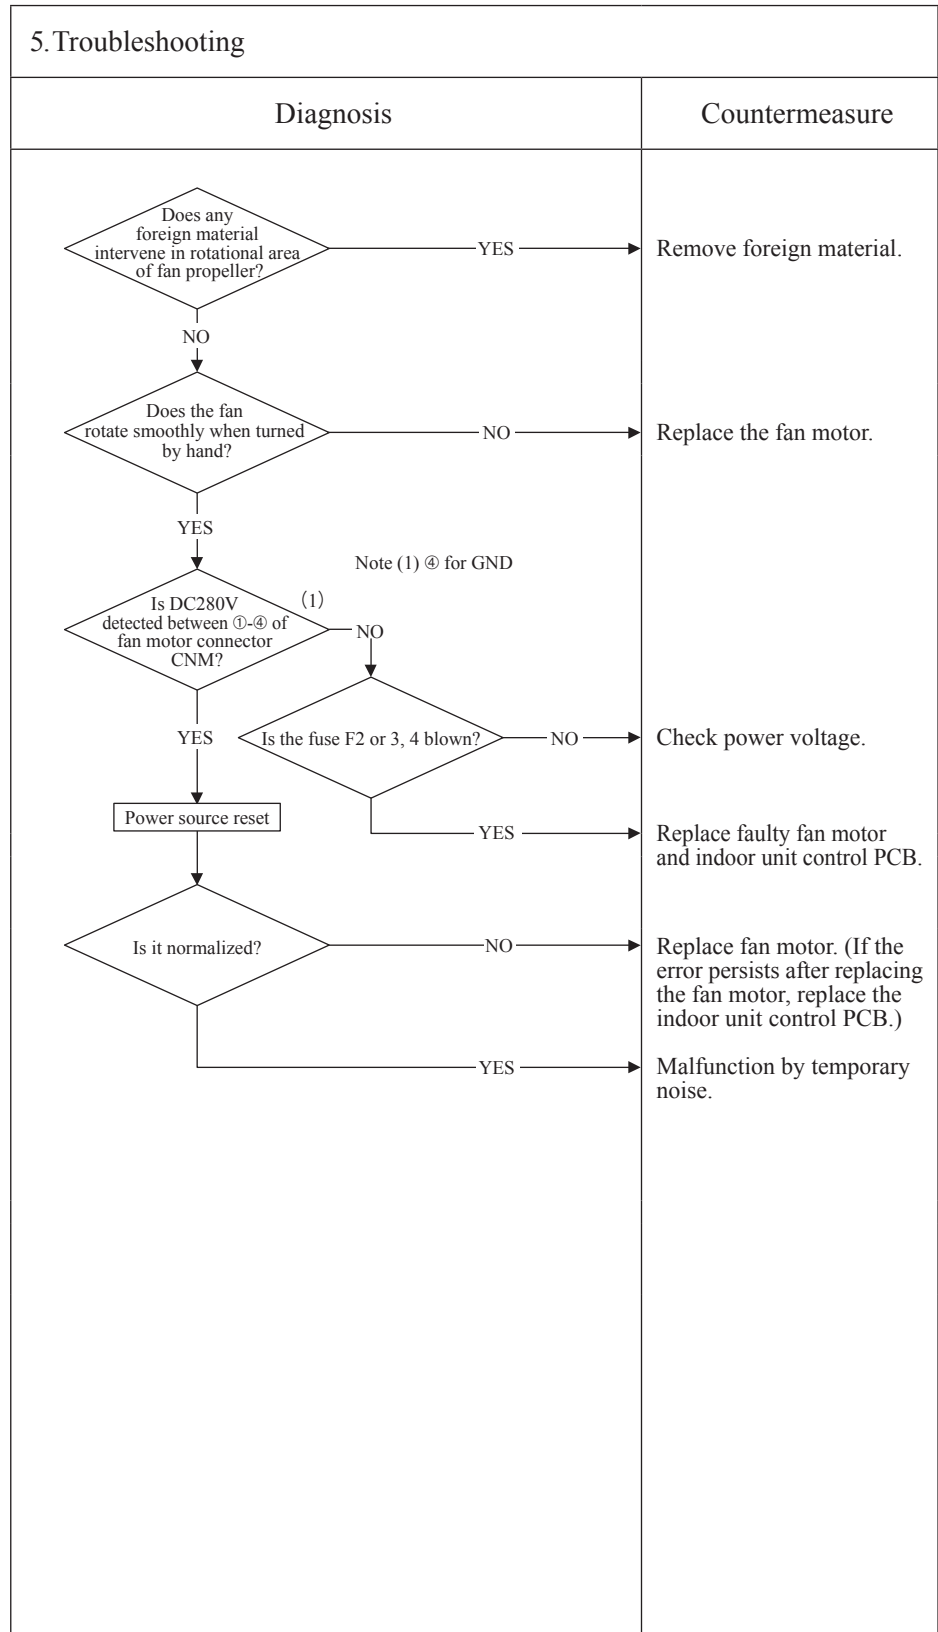 5.Troubleshooting
Diagnosis
Countermeasure
Does any
foreign material
intervene in rotational area
of fan propeller?
YES
Remove foreign material.
NO
Does the fan
rotate smoothly when turned
by hand?
NO
Replace the fan motor.
YES
Note (1) ④ for GND
Is DC280V
detected between ①-④ of
fan motor connector
CNM?
(1)
NO
YES
Is the fuse F2 or 3, 4 blown?
NO
Check power voltage.
Power source reset
YES
Replace faulty fan motor
and indoor unit control PCB.
Is it normalized?
NO
Replace fan motor. (If the
error persists after replacing
the fan motor, replace the
indoor unit control PCB.)
YES
Malfunction by temporary
noise.